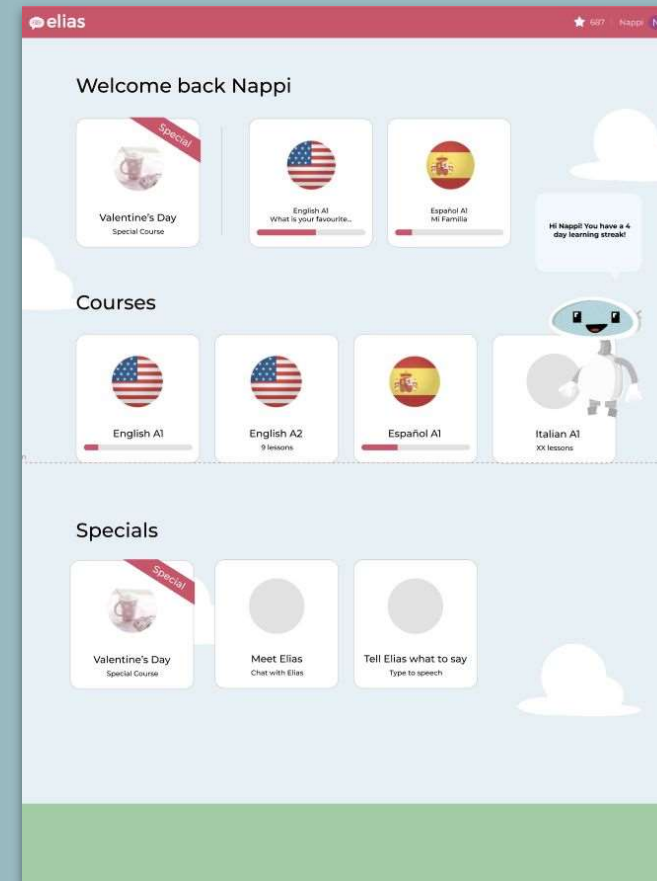 elias
687 Nappi N
Welcome back Nappi
Special
Valentine's Day
Special Course
English A1
What is your favourite...
Español A1
Mi Familia
Hi Nappi! You have a 4
day learning streak!
Courses
English A1
English A2
9 lessons
Español A1
Italian A1
XX lessons
Specials
Special
Valentine's Day
Special Course
Meet Elias
Chat with Elias
Tell Elias what to say
Type to speech